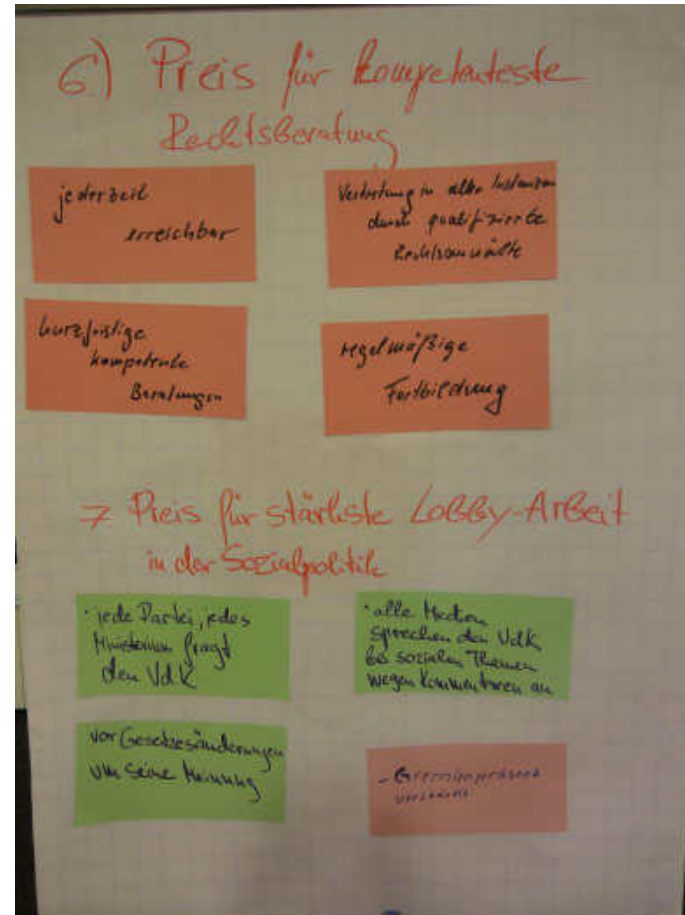 6) Preis für kompetenteste
Rechtsberatung
jederzeit
erreichbar
Vertretung in allen Instanzen
durch qualifizierte
Rechtsanwälte
kurzfristige
kompetente
Beratungen
regelmäßige
Fortbildung
7 Preis für stärkste Lobby-Arbeit
in der Sozialpolitik
· jede Partei, jedes
Ministerium fragt
den VdK
· alle Medien
sprechen den VdK
bei sozialen Themen
wegen Kommentaren an
vor Gesetzesänderungen
um seine Meinung
- Gremienpräsenz